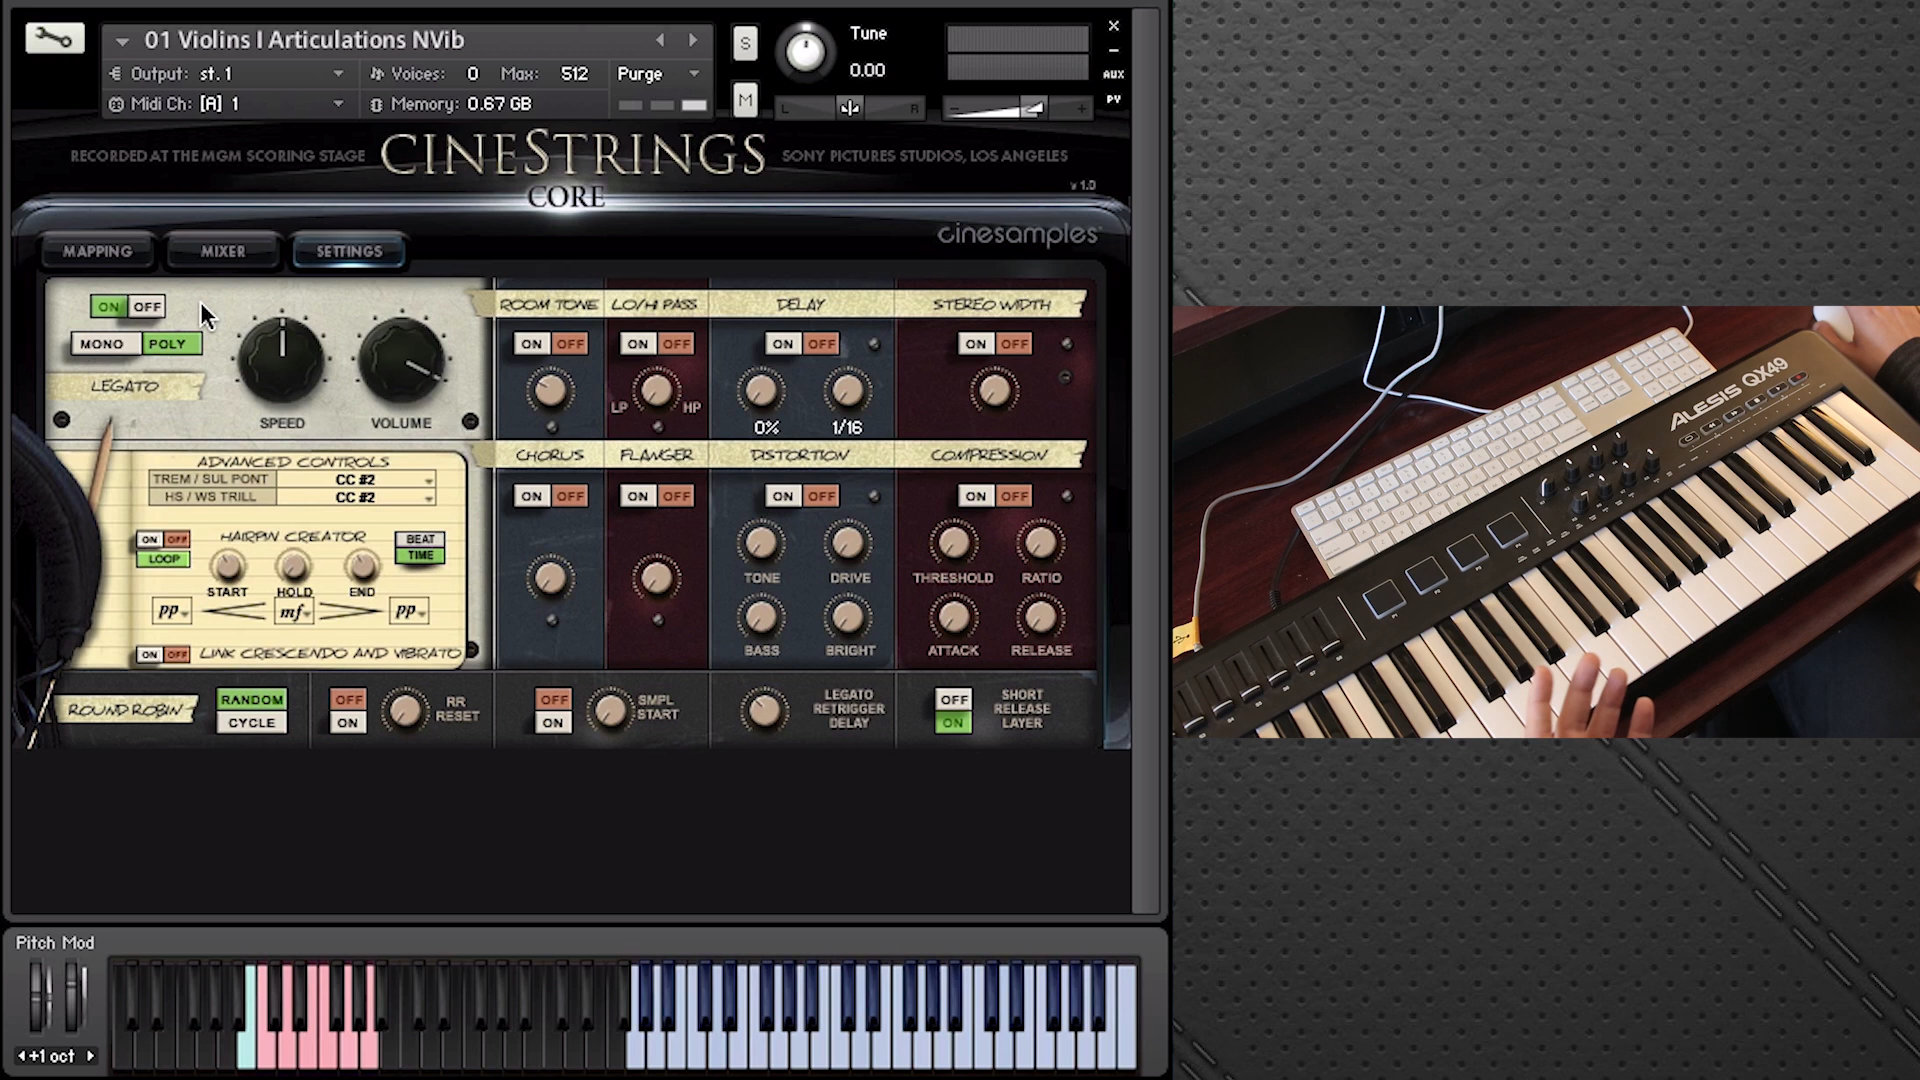 01 Violins I Articulations NVib
Output: st. 1
Voices: 0 Max: 512
Purge
Midi Ch: [A] 1
Memory: 0.67 GB
S
M
Tune
0.00
L R
- +
X
AUX
PV
RECORDED AT THE MGM SCORING STAGE
CINESTRINGS
CORE
SONY PICTURES STUDIOS, LOS ANGELES
v 1.0
cinesamples
MAPPING
MIXER
SETTINGS
ON OFF
MONO POLY
LEGATO
SPEED
VOLUME
ROOM TONE
ON OFF
LO/HI PASS
ON OFF
LP HP
DELAY
ON OFF
0% 1/16
STEREO WIDTH
ON OFF
ADVANCED CONTROLS
TREM / SUL PONT CC #2
HS / WS TRILL CC #2
ON OFF
LOOP
HAIRPIN CREATOR
BEAT
TIME
START HOLD END
pp mf pp
ON OFF LINK CRESCENDO AND VIBRATO
CHORUS
ON OFF
FLANGER
ON OFF
DISTORTION
ON OFF
TONE DRIVE
BASS BRIGHT
COMPRESSION
ON OFF
THRESHOLD RATIO
ATTACK RELEASE
ROUND ROBIN
RANDOM
CYCLE
OFF
ON
RR
RESET
OFF
ON
SMPL
START
LEGATO
RETRIGGER
DELAY
OFF
ON
SHORT
RELEASE
LAYER
Pitch Mod
+1 oct
ALESIS QX49